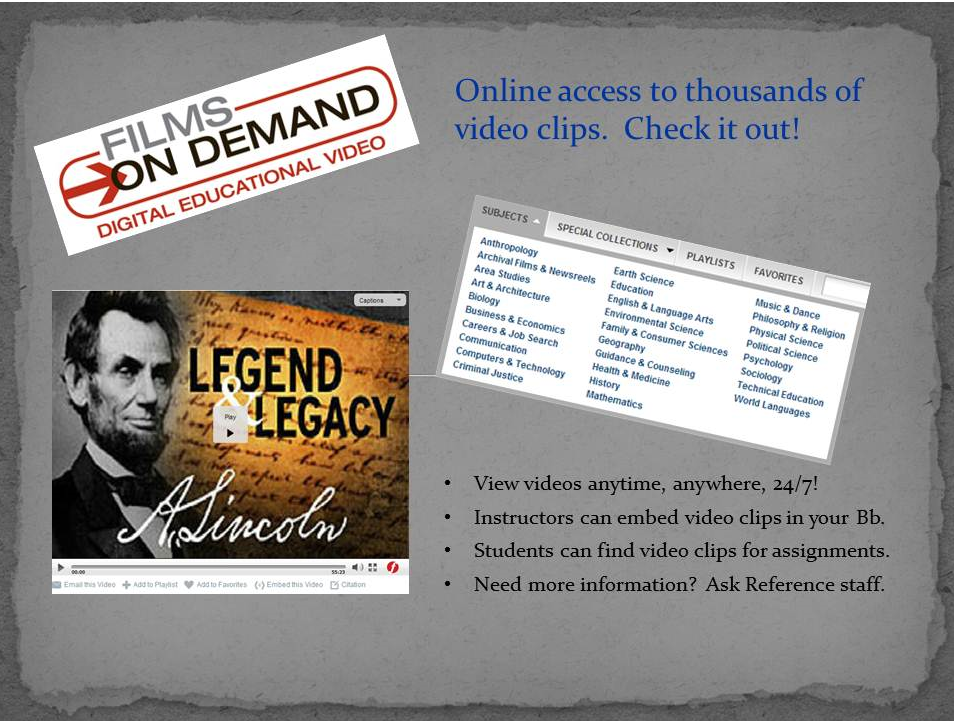 FILMS
ON DEMAND
DIGITAL EDUCATIONAL VIDEO
Online access to thousands of
video clips.  Check it out!
SUBJECTS
SPECIAL COLLECTIONS
PLAYLISTS
FAVORITES
Anthropology
Archival Films & Newsreels
Area Studies
Art & Architecture
Biology
Business & Economics
Careers & Job Search
Communication
Computers & Technology
Criminal Justice
Earth Science
Education
English & Language Arts
Environmental Science
Family & Consumer Sciences
Geography
Guidance & Counseling
Health & Medicine
History
Mathematics
Music & Dance
Philosophy & Religion
Physical Science
Political Science
Psychology
Sociology
Technical Education
World Languages
Captions
LEGEND
&
LEGACY
Play
A. Lincoln
00:00
55:23
Email this Video
Add to Playlist
Add to Favorites
Embed this Video
Citation
• View videos anytime, anywhere, 24/7!
• Instructors can embed video clips in your Bb.
• Students can find video clips for assignments.
• Need more information?  Ask Reference staff.